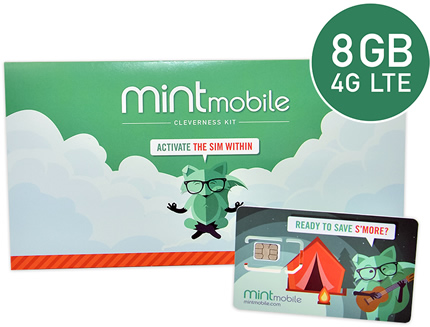 8GB
4G LTE
mintmobile
CLEVERNESS KIT
ACTIVATE THE SIM WITHIN
READY TO SAVE S'MORE?
mintmobile
mintmobile.com